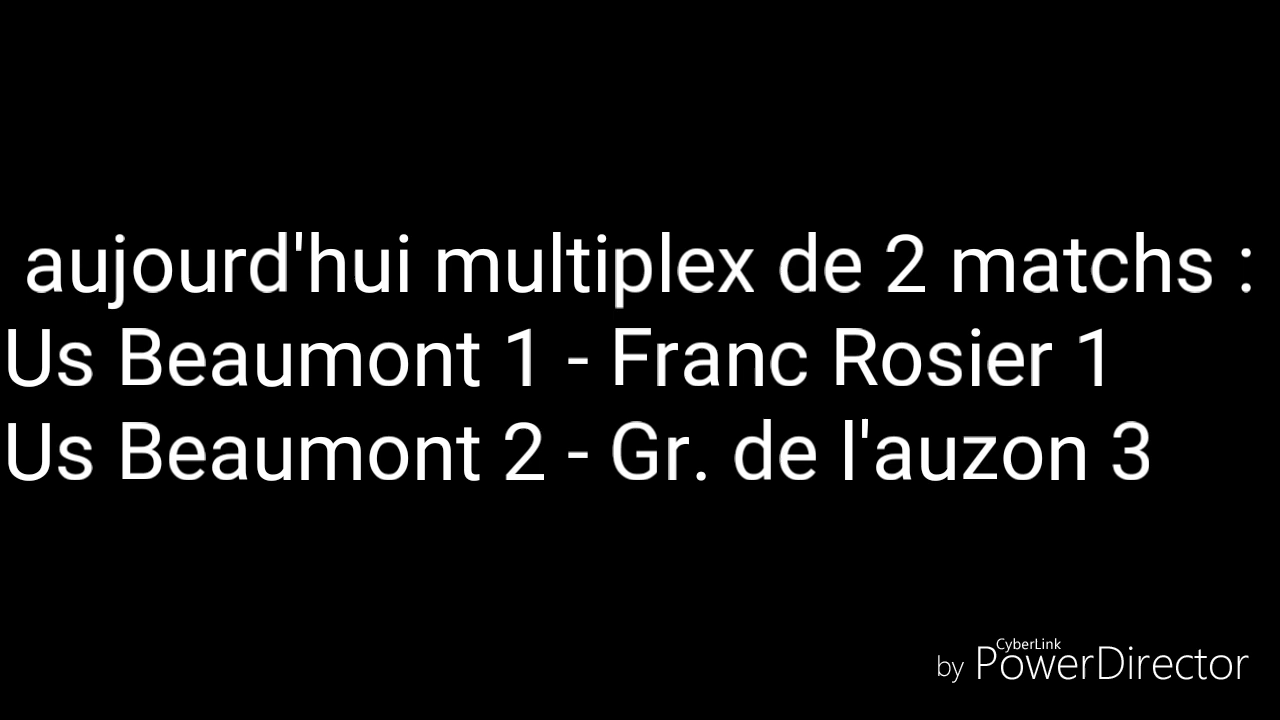 aujourd'hui multiplex de 2 matchs :
Us Beaumont 1 - Franc Rosier 1
Us Beaumont 2 - Gr. de l'auzon 3
CyberLink
by PowerDirector